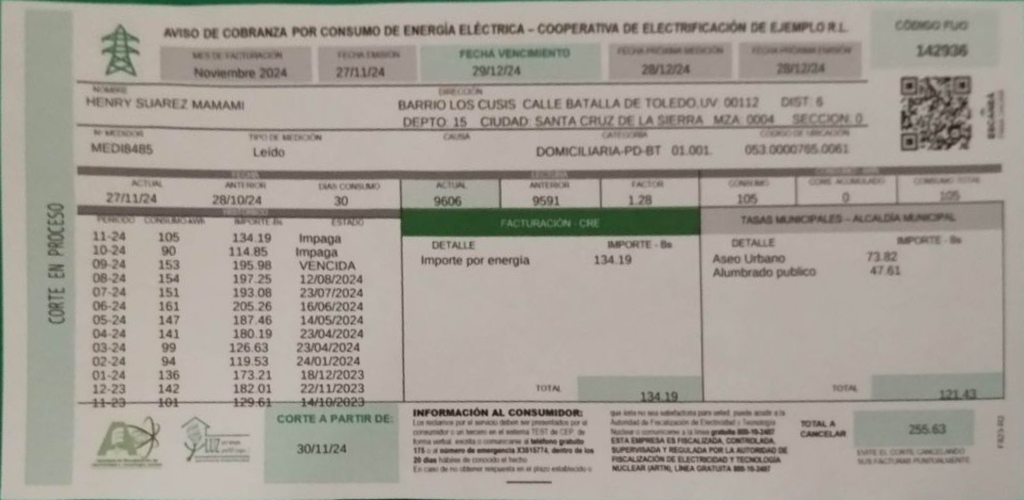 AVISO DE COBRANZA POR CONSUMO DE ENERGÍA ELÉCTRICA – COOPERATIVA DE ELECTRIFICACIÓN DE EJEMPLO R.L.
CÓDIGO FIJO
142936
MES DE FACTURACIÓN FECHA EMISIÓN FECHA VENCIMIENTO FECHA PRÓXIMA MEDICIÓN FECHA PRÓXIMA EMISIÓN
Noviembre 2024 27/11/24 29/12/24 28/12/24 28/12/24
NOMBRE DIRECCIÓN
HENRY SUAREZ MAMAMI BARRIO LOS CUSIS CALLE BATALLA DE TOLEDO.UV 00112 DIST: 6
DEPTO: 15 CIUDAD: SANTA CRUZ DE LA SIERRA MZA: 0004 SECCION: 0
ESCANEÁ
Nº MEDIDOR TIPO DE MEDICIÓN CAUSA CATEGORÍA CÓDIGO DE UBICACIÓN
MEDI8485 Leído DOMICILIARIA-PD-BT 01.001. 053.0000765.0061
FECHA LECTURA
ACTUAL ANTERIOR DIAS CONSUMO ACTUAL ANTERIOR FACTOR CONSUMO CONS. ACUMULADO CONSUMO TOTAL
27/11/24 28/10/24 30 9606 9591 1.28 105 0 105
CORTE EN PROCESO
PERIODO CONSUMO kWh IMPORTE Bs ESTADO
11-24 105 134.19 Impaga
10-24 90 114.85 Impaga
09-24 153 195.98 VENCIDA
08-24 154 197.25 12/08/2024
07-24 151 193.08 23/07/2024
06-24 161 205.26 16/06/2024
05-24 147 187.46 14/05/2024
04-24 141 180.19 23/04/2024
03-24 99 126.63 23/04/2024
02-24 94 119.53 24/01/2024
01-24 136 173.21 18/12/2023
12-23 142 182.01 22/11/2023
11-23 101 129.61 14/10/2023
FACTURACIÓN - CRE
DETALLE IMPORTE - Bs
Importe por energía 134.19
TOTAL 134.19
TASAS MUNICIPALES – ALCALDÍA MUNICIPAL
DETALLE IMPORTE - Bs
Aseo Urbano 73.82
Alumbrado publico 47.61
TOTAL 121.43
LUZ
CORTE A PARTIR DE:
30/11/24
INFORMACIÓN AL CONSUMIDOR:
Los reclamos por el servicio deben ser presentados por el
consumidor o un tercero en el sistema TEST de CEP: de
forma verbal, escrita o comunicarse al teléfono gratuito
175 o al número de emergencia X3815774, dentro de los
20 días hábiles de conocido el hecho
En caso de no obtener respuesta en el plazo establecido o
que ésta no sea satisfactoria para usted, puede acudir a la
Autoridad de Fiscalización de Electricidad y Tecnología
Nuclear o comunicarse a la línea gratuita 800-10-2407
ESTA EMPRESA ES FISCALIZADA, CONTROLADA,
SUPERVISADA Y REGULADA POR LA AUTORIDAD DE
FISCALIZACIÓN DE ELECTRICIDAD Y TECNOLOGÍA
NUCLEAR (ARTN), LINEA GRATUITA 800-10-2407
TOTAL A
CANCELAR
255.63
EVITE EL CORTE CANCELANDO
SUS FACTURAS PUNTUALMENTE